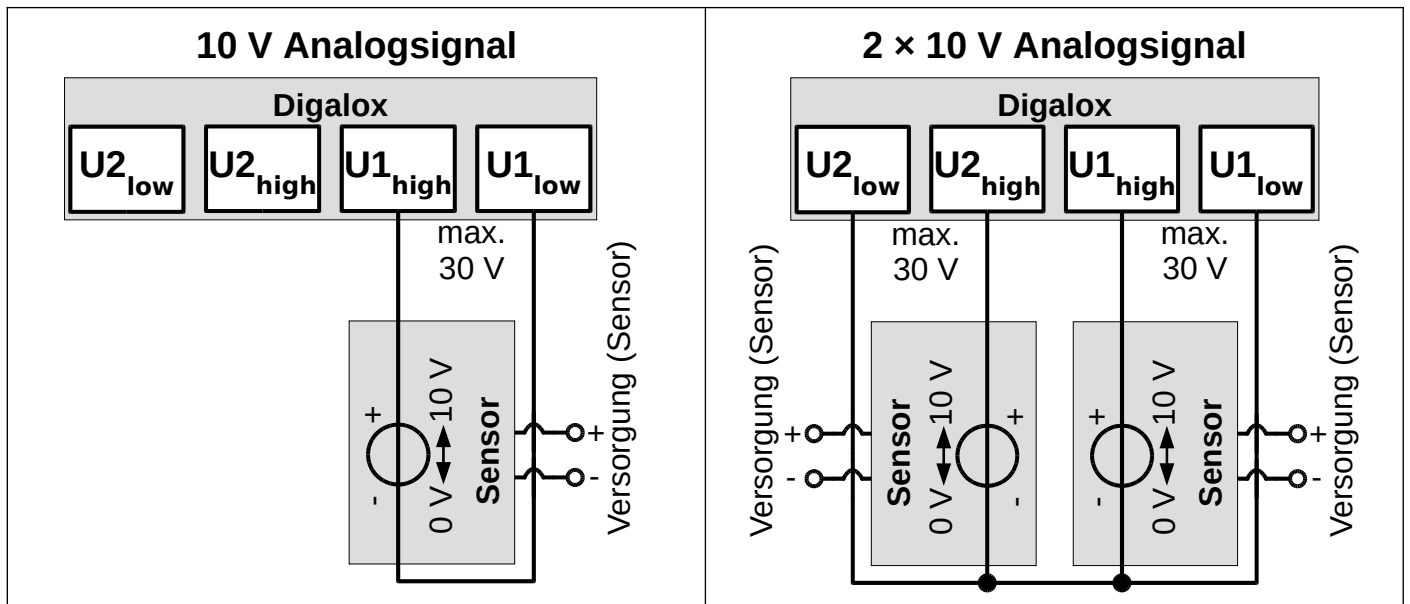 10 V Analogsignal
Digalox
U2low
U2high
U1high
U1low
max.
30 V
+
-
0 V
10 V
Sensor
+
-
Versorgung (Sensor)
2 × 10 V Analogsignal
Digalox
U2low
U2high
U1high
U1low
max.
30 V
max.
30 V
Versorgung (Sensor)
+
-
Sensor
0 V
10 V
+
-
+
-
0 V
10 V
Sensor
+
-
Versorgung (Sensor)